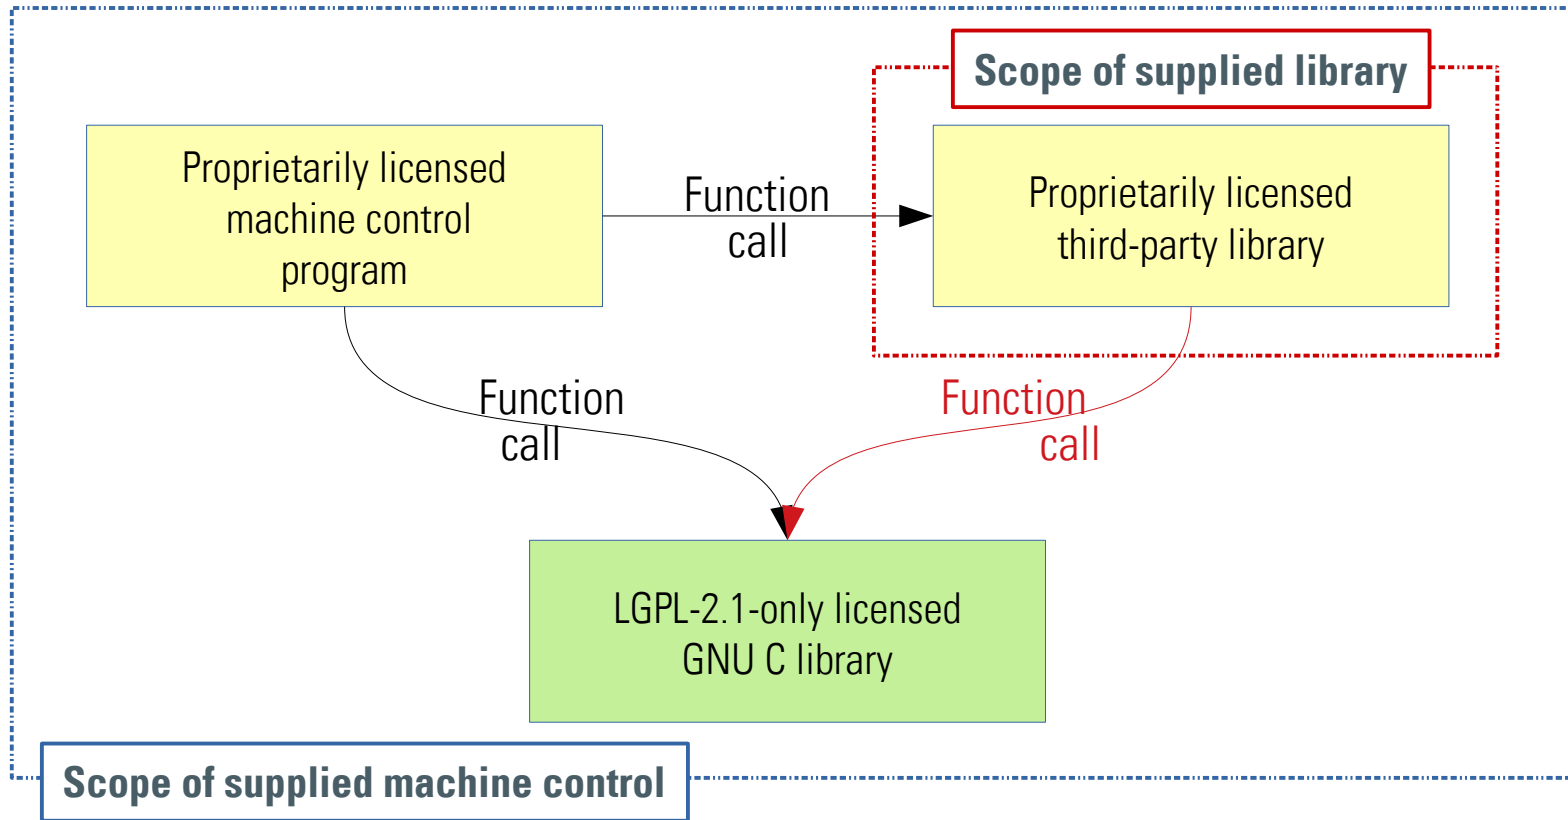 Scope of supplied library
Proprietarily licensed
machine control
program
Function
call
Proprietarily licensed
third-party library
Function
call
Function
call
LGPL-2.1-only licensed
GNU C library
Scope of supplied machine control